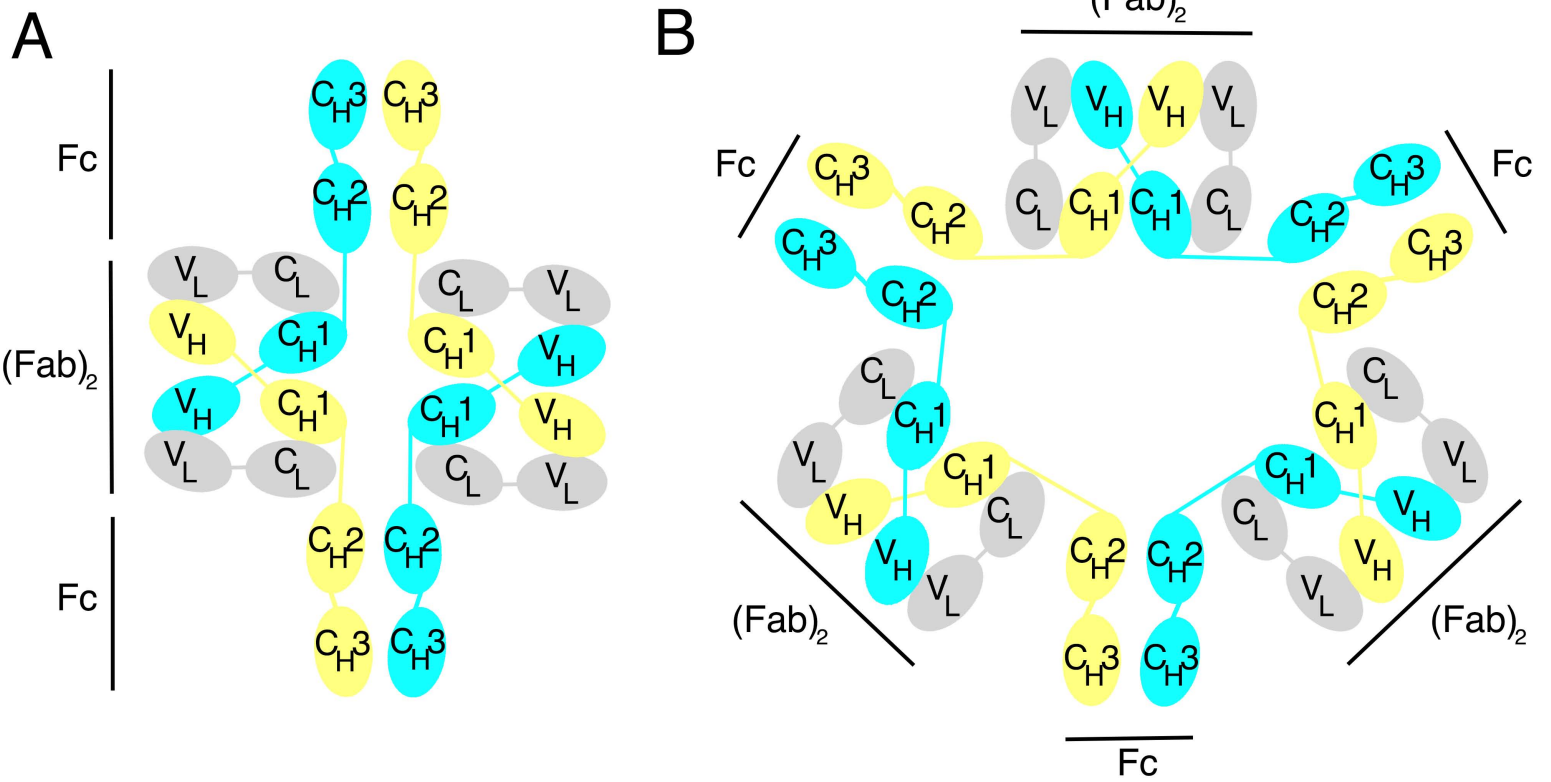 A
B
(Fab)2
Fc
CH3 CH3
CH2 CH2
VL CL CL VL
VH CH1 CH1 VH
(Fab)2
VH CH1 CH1 VH
VL CL CL VL
CH2 CH2
Fc
CH3 CH3
VL VH VH VL
CL CH1 CH1 CL
Fc
CH3 CH2
CH2 CH3
Fc
CH3 CH2
CH2 CH3
CL CH1
CH1 CL
VL CH1
CH1 VL
VH CL
CL VH
VH VL
VL VH
CH2 CH2
(Fab)2
(Fab)2
CH3 CH3
Fc